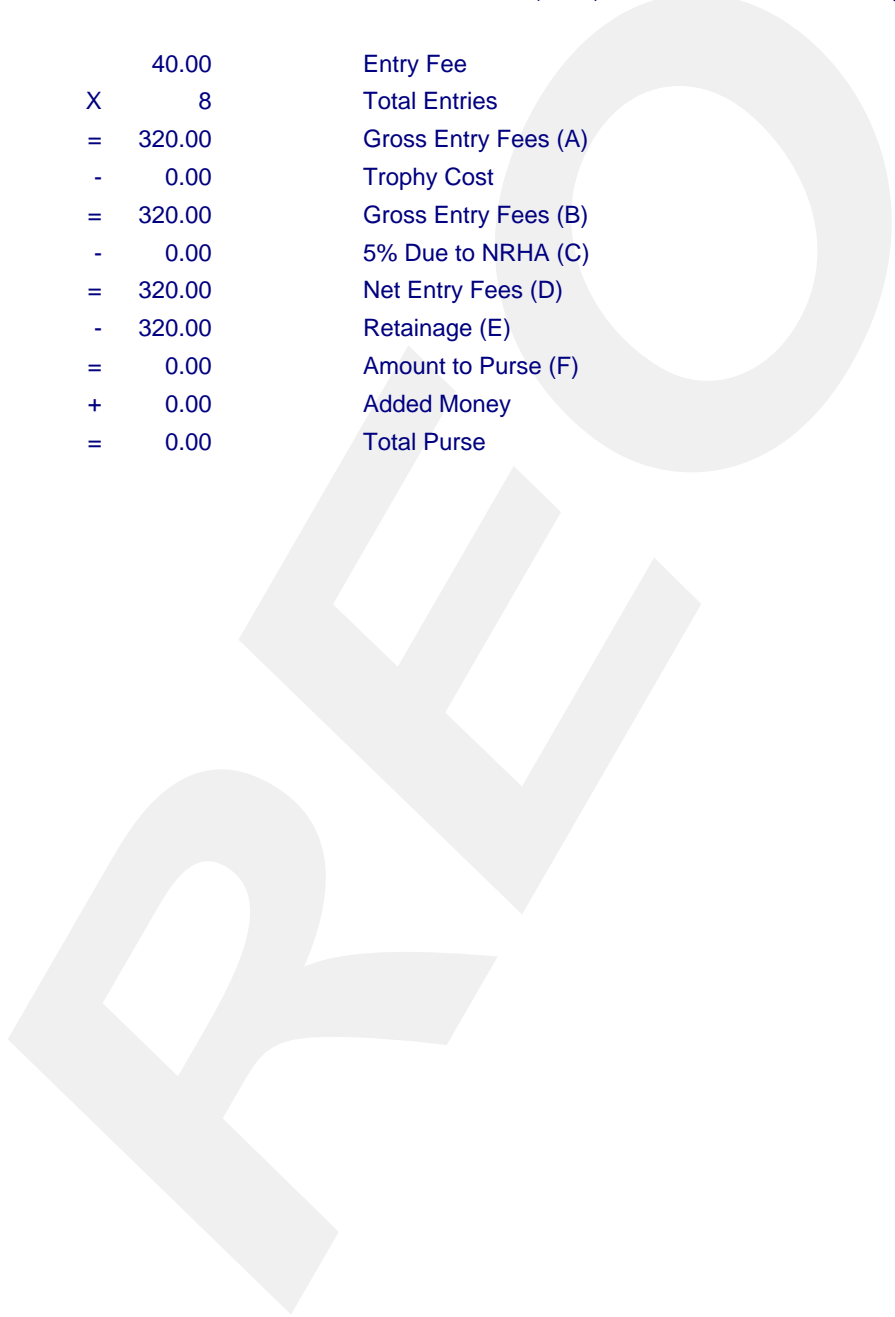 40.00 Entry Fee
X 8 Total Entries
= 320.00 Gross Entry Fees (A)
- 0.00 Trophy Cost
= 320.00 Gross Entry Fees (B)
- 0.00 5% Due to NRHA (C)
= 320.00 Net Entry Fees (D)
- 320.00 Retainage (E)
= 0.00 Amount to Purse (F)
+ 0.00 Added Money
= 0.00 Total Purse
REO